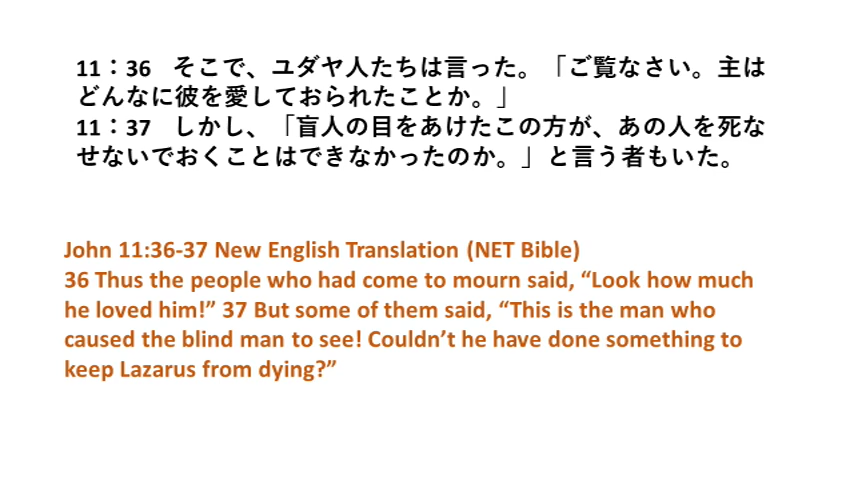 11：36　そこで、ユダヤ人たちは言った。「ご覧なさい。主は
どんなに彼を愛しておられたことか。」
11：37　しかし、「盲人の目をあけたこの方が、あの人を死な
せないでおくことはできなかったのか。」と言う者もいた。
John 11:36-37 New English Translation (NET Bible)
36 Thus the people who had come to mourn said, “Look how much
he loved him!” 37 But some of them said, “This is the man who
caused the blind man to see! Couldn’t he have done something to
keep Lazarus from dying?”